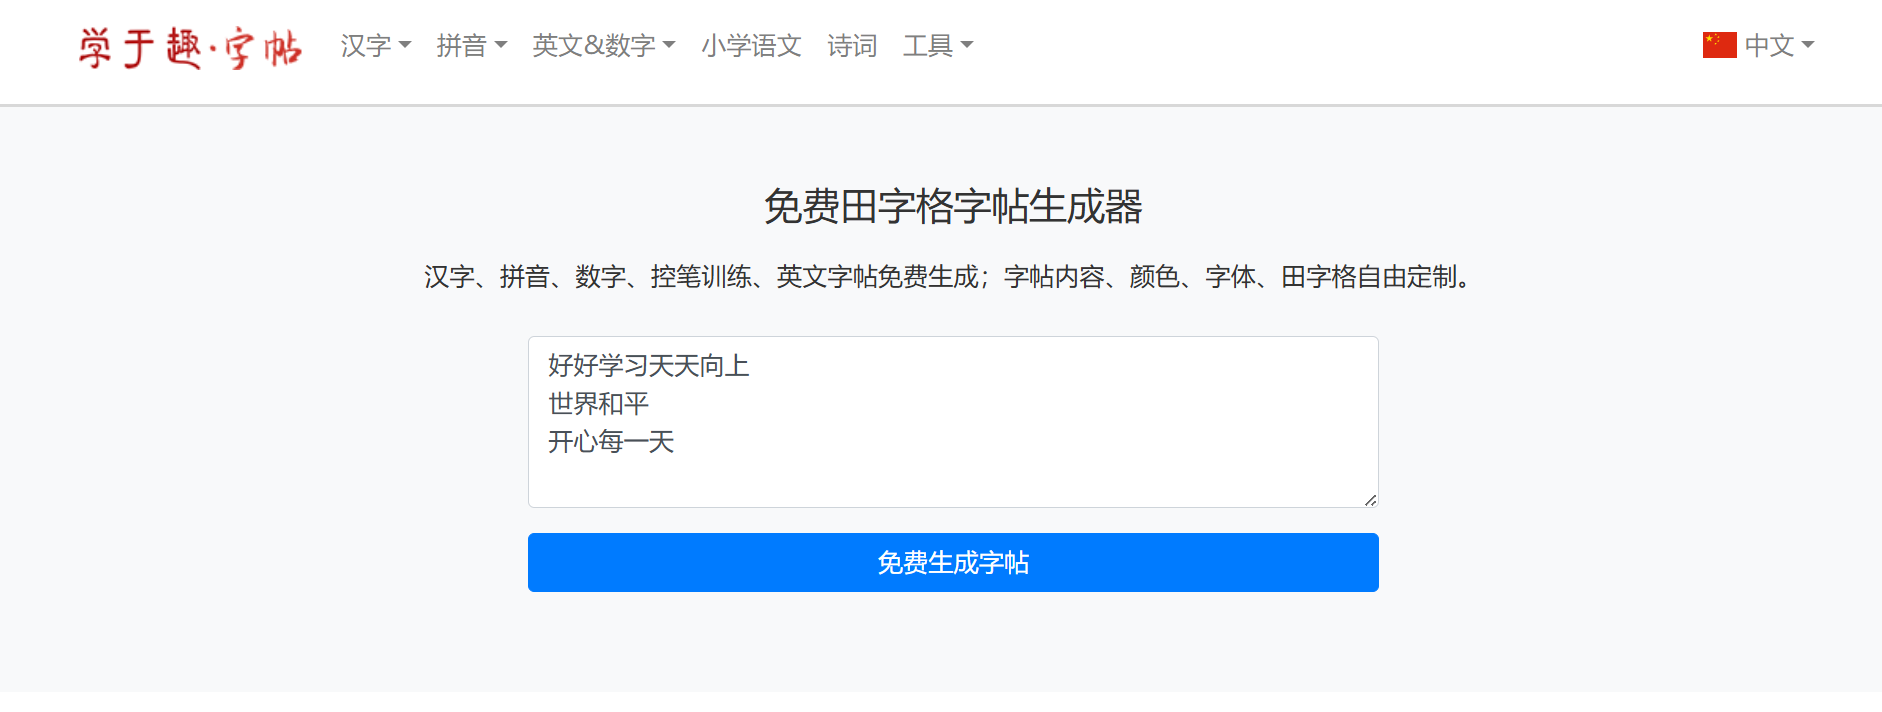 学于趣·字帖 汉字 拼音 英文&数字 小学语文 诗词 工具 中文
免费田字格字帖生成器
汉字、拼音、数字、控笔训练、英文字帖免费生成；字帖内容、颜色、字体、田字格自由定制。
好好学习天天向上
世界和平
开心每一天
免费生成字帖